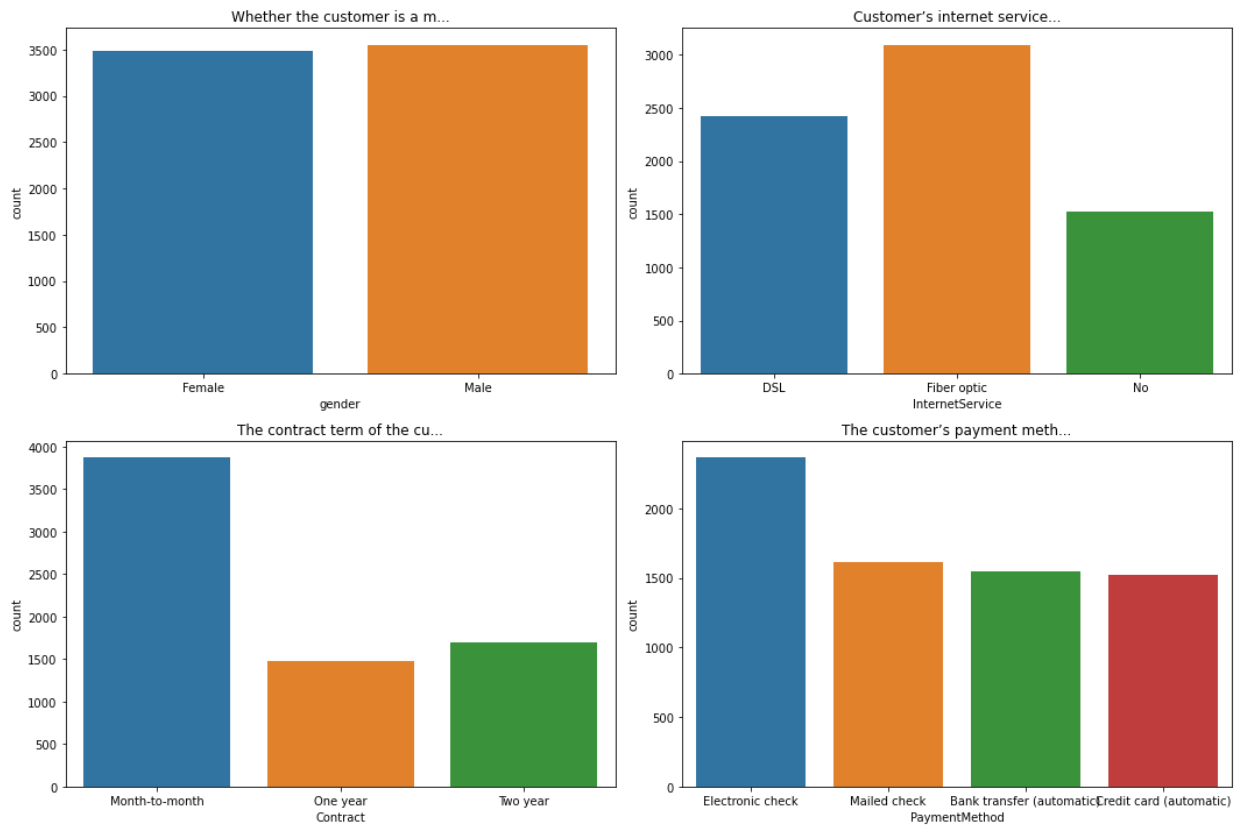 Whether the customer is a m...
3500
3000
2500
2000
1500
1000
500
0
count
Female Male
gender
Customer’s internet service...
3000
2500
2000
1500
1000
500
0
count
DSL Fiber optic No
InternetService
The contract term of the cu...
4000
3500
3000
2500
2000
1500
1000
500
0
count
Month-to-month One year Two year
Contract
The customer’s payment meth...
2000
1500
1000
500
0
count
Electronic check Mailed check Bank transfer (automatic) Credit card (automatic)
PaymentMethod